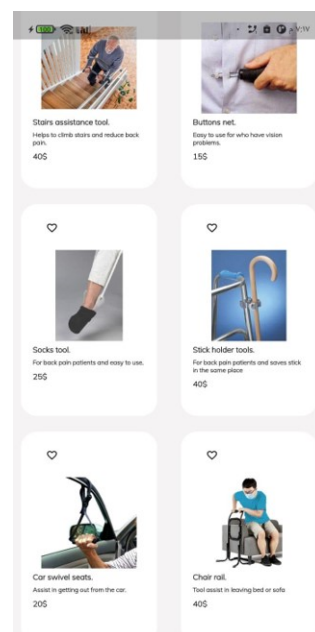 Stairs assistance tool.
Helps to climb stairs and reduce back
pain.
40$
Buttons net.
Easy to use for who have vision
problems.
15$
Socks tool.
For back pain patients and easy to use.
25$
Stick holder tools.
For back pain patients and saves stick
in the same place
40$
Car swivel seats.
Assist in getting out from the car.
20$
Chair rail.
Tool assist in leaving bed or sofa
40$